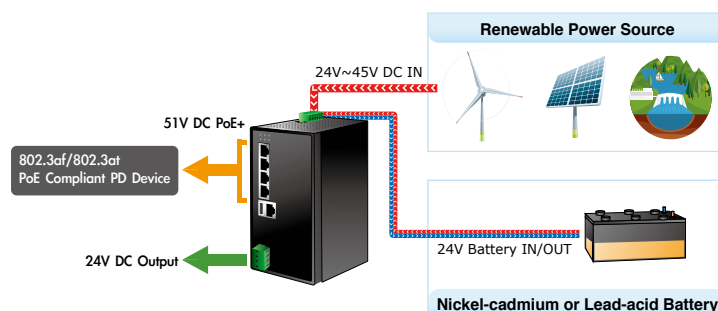 Renewable Power Source
24V~45V DC IN
51V DC PoE+
802.3af/802.3at
PoE Compliant PD Device
24V DC Output
24V Battery IN/OUT
Nickel-cadmium or Lead-acid Battery